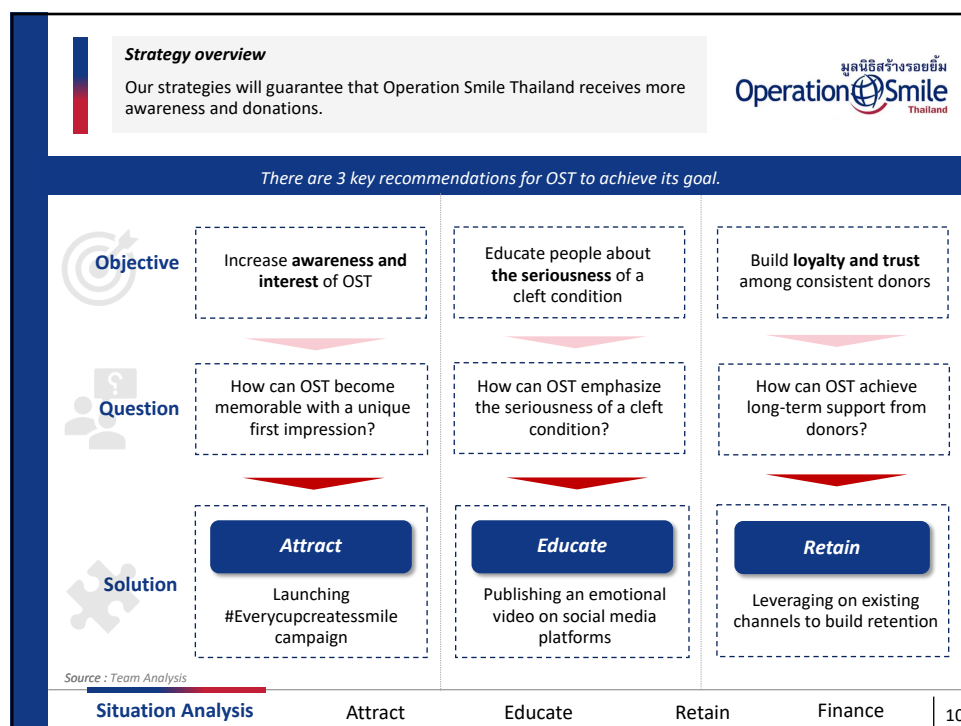 Strategy overview
Our strategies will guarantee that Operation Smile Thailand receives more
awareness and donations.
มูลนิธิสร้างรอยยิ้ม
Operation Smile
Thailand
There are 3 key recommendations for OST to achieve its goal.
Objective
Increase awareness and
interest of OST
Educate people about
the seriousness of a
cleft condition
Build loyalty and trust
among consistent donors
?
Question
How can OST become
memorable with a unique
first impression?
How can OST emphasize
the seriousness of a cleft
condition?
How can OST achieve
long-term support from
donors?
Solution
Attract
Launching
#Everycupcreatessmile
campaign
Educate
Publishing an emotional
video on social media
platforms
Retain
Leveraging on existing
channels to build retention
Source : Team Analysis
Situation Analysis
Attract
Educate
Retain
Finance
10